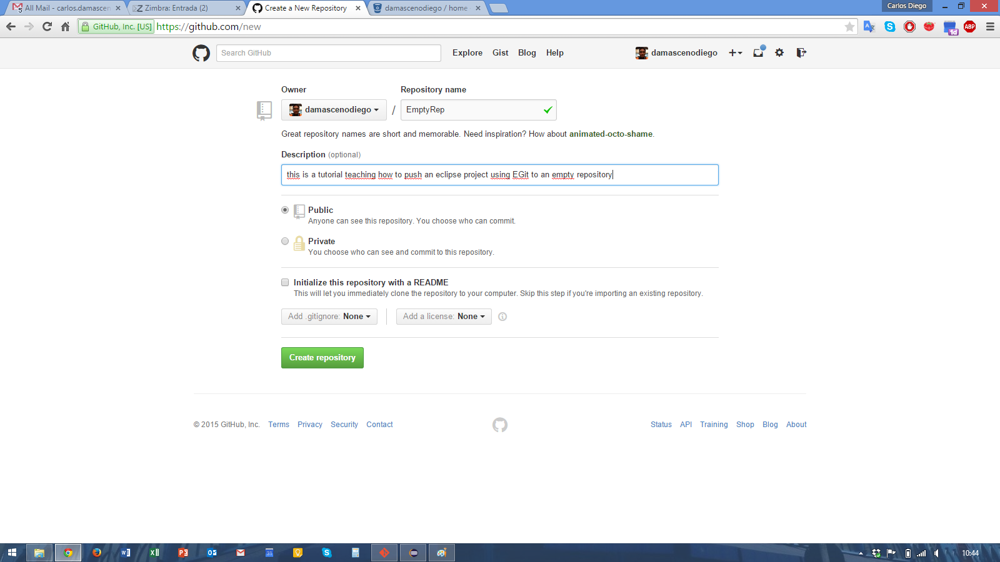 All Mail - carlos.damascen
Zimbra: Entrada (2)
Create a New Repository
damascenodiego / home
Carlos Diego
GitHub, Inc. [US]
https://github.com/new
1d
ABP
Search GitHub
Explore
Gist
Blog
Help
damascenodiego
Owner
Repository name
damascenodiego
/
EmptyRep
Great repository names are short and memorable. Need inspiration? How about animated-octo-shame.
Description (optional)
this is a tutorial teaching how to push an eclipse project using EGit to an empty repository
Public
Anyone can see this repository. You choose who can commit.
Private
You choose who can see and commit to this repository.
Initialize this repository with a README
This will let you immediately clone the repository to your computer. Skip this step if you're importing an existing repository.
Add .gitignore: None
Add a license: None
Create repository
© 2015 GitHub, Inc.
Terms
Privacy
Security
Contact
Status
API
Training
Shop
Blog
About
10:44